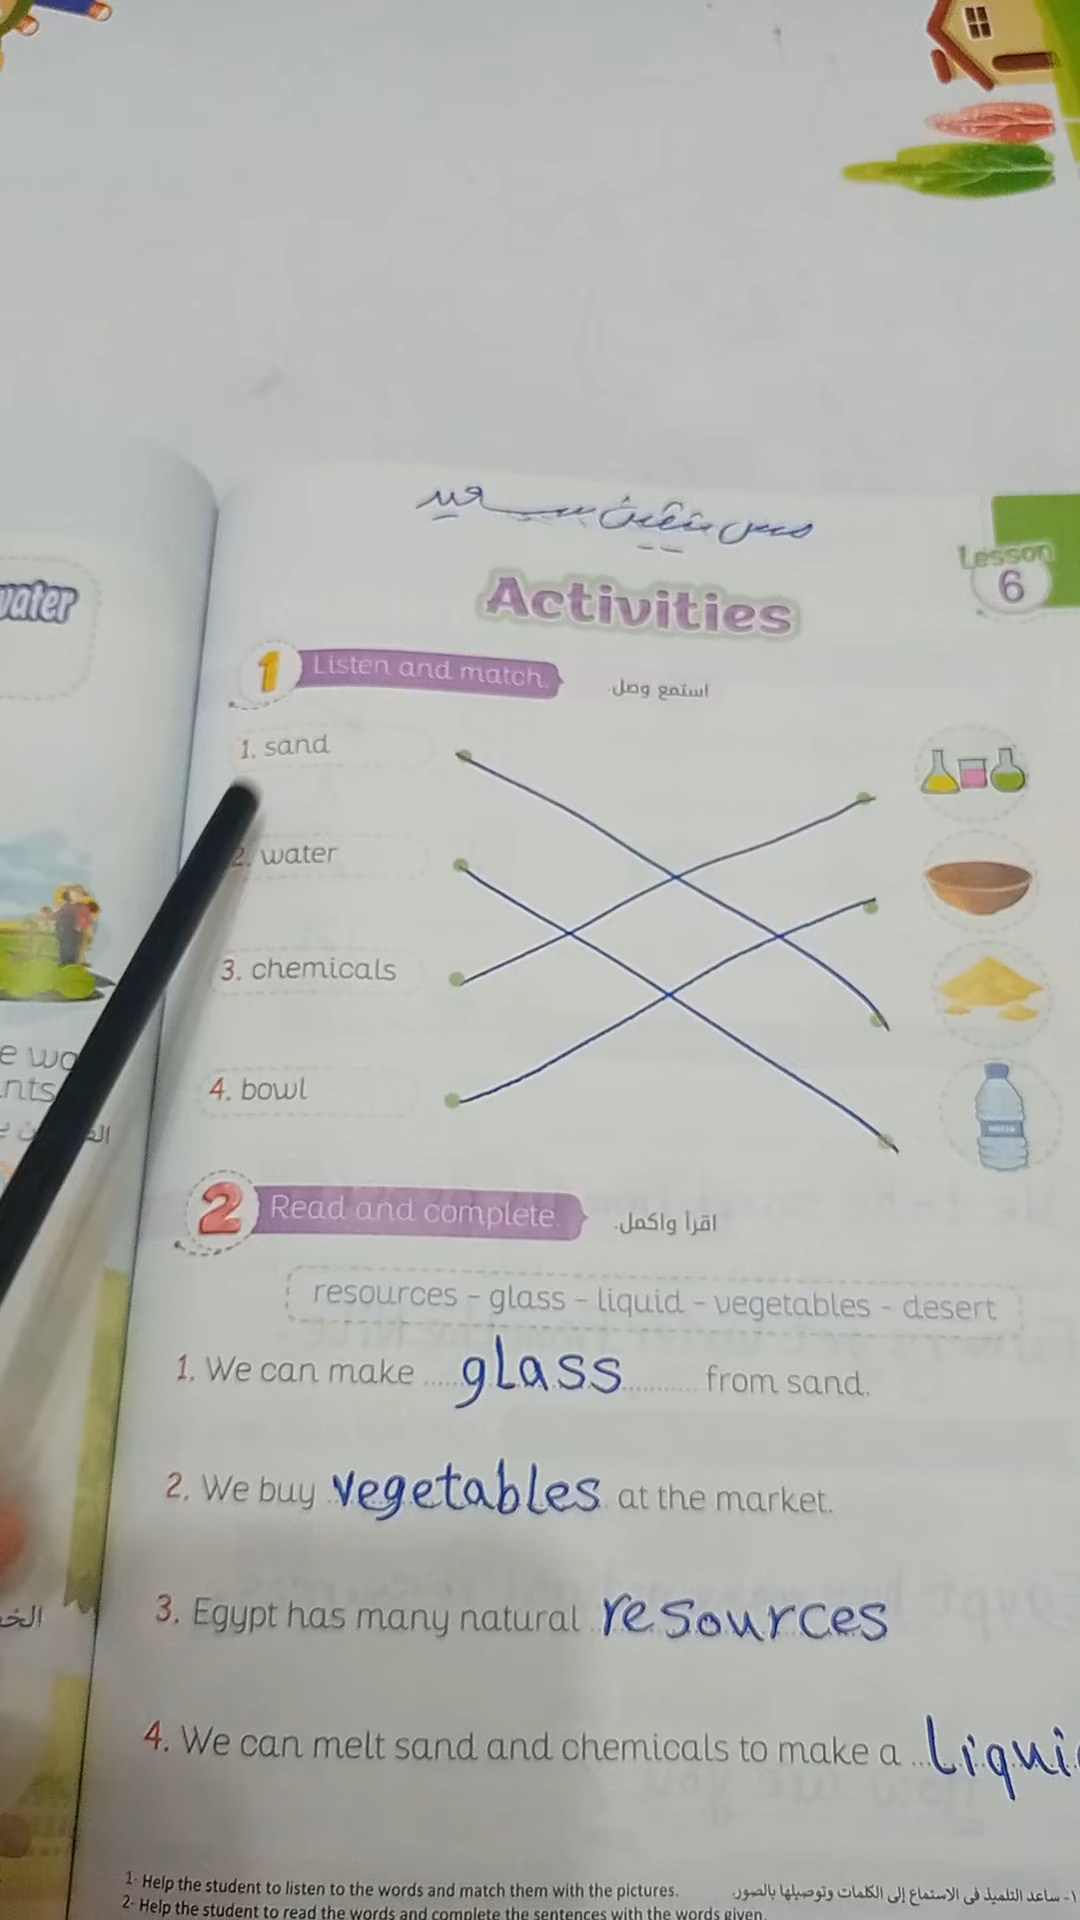 water
مس يقين سعيد
Lesson
6
Activities
1 Listen and match.
استمع وصل.
1. sand
2. water
3. chemicals
4. bowl
2 Read and complete.
اقرأ واكمل.
resources - glass - liquid - vegetables - desert
1. We can make glass from sand.
2. We buy vegetables at the market.
3. Egypt has many natural resources
4. We can melt sand and chemicals to make a liqui
1- Help the student to listen to the words and match them with the pictures.
١- ساعد التلميذ فى الاستماع إلى الكلمات وتوصيلها بالصور.
2- Help the student to read the words and complete the sentences with the words given.